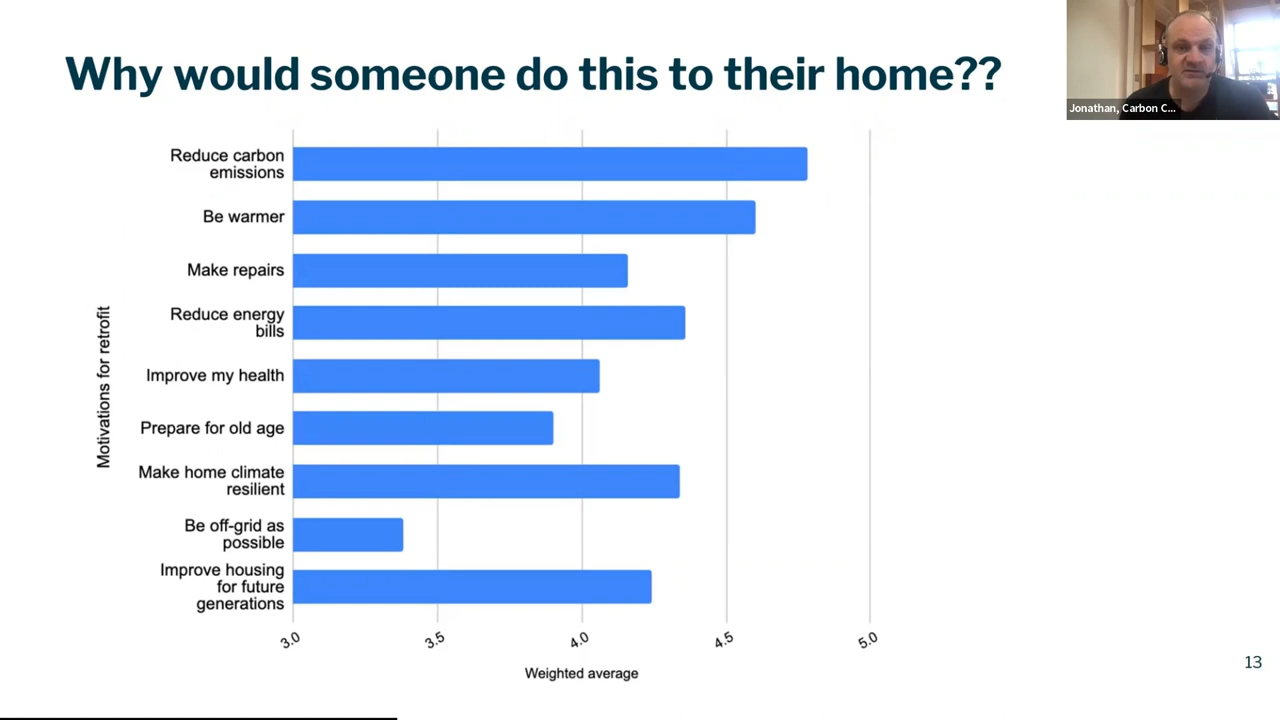 Why would someone do this to their home??
Jonathan, Carbon C...
Motivations for retrofit
Reduce carbon
emissions
Be warmer
Make repairs
Reduce energy
bills
Improve my health
Prepare for old age
Make home climate
resilient
Be off-grid as
possible
Improve housing
for future
generations
3.0
3.5
4.0
4.5
5.0
Weighted average
13